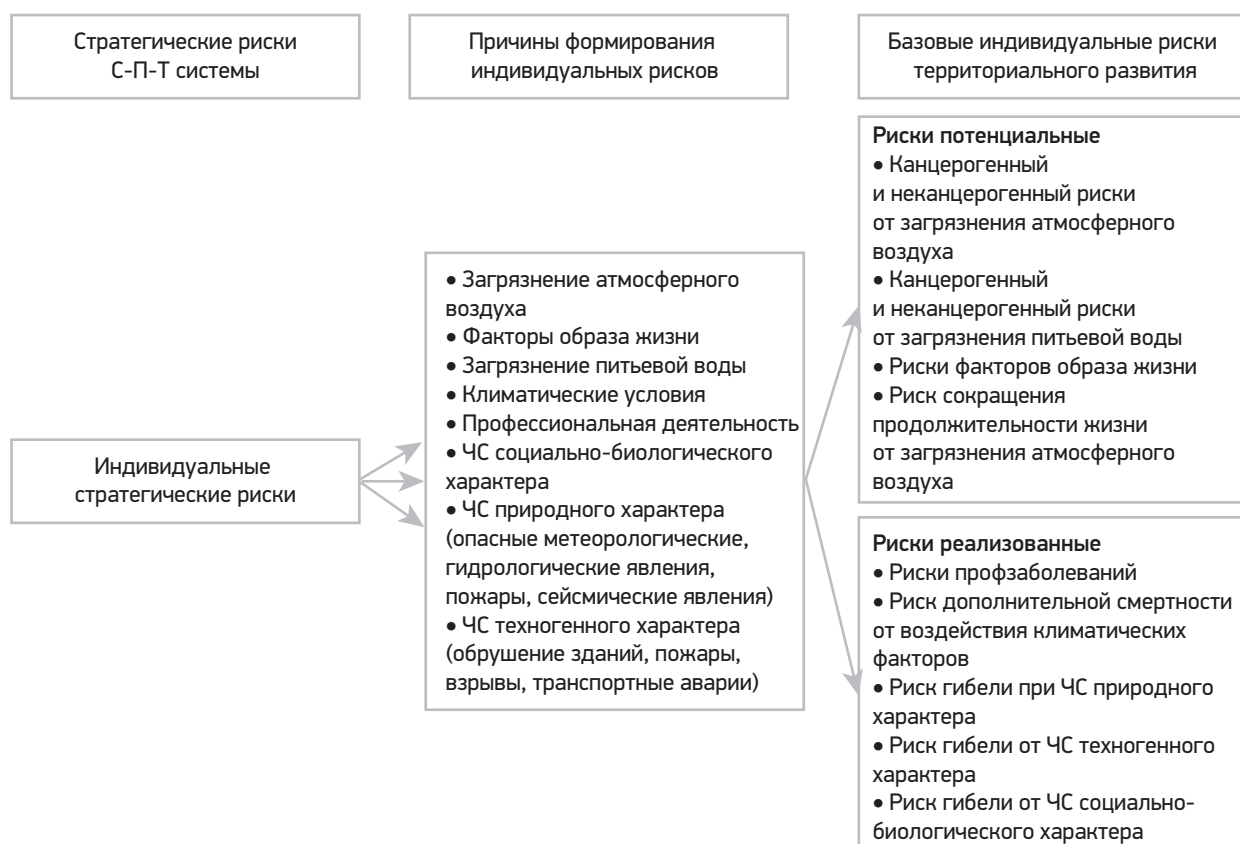 Стратегические риски
С-П-Т системы
Причины формирования
индивидуальных рисков
Базовые индивидуальные риски
территориального развития
Индивидуальные
стратегические риски
• Загрязнение атмосферного
воздуха
• Факторы образа жизни
• Загрязнение питьевой воды
• Климатические условия
• Профессиональная деятельность
• ЧС социально-биологического
характера
• ЧС природного характера
(опасные метеорологические,
гидрологические явления,
пожары, сейсмические явления)
• ЧС техногенного характера
(обрушение зданий, пожары,
взрывы, транспортные аварии)
Риски потенциальные
• Канцерогенный
и неканцерогенный риски
от загрязнения атмосферного
воздуха
• Канцерогенный
и неканцерогенный риски
от загрязнения питьевой воды
• Риски факторов образа жизни
• Риск сокращения
продолжительности жизни
от загрязнения атмосферного
воздуха
Риски реализованные
• Риски профзаболеваний
• Риск дополнительной смертности
от воздействия климатических
факторов
• Риск гибели при ЧС природного
характера
• Риск гибели от ЧС техногенного
характера
• Риск гибели от ЧС социально-
биологического характера